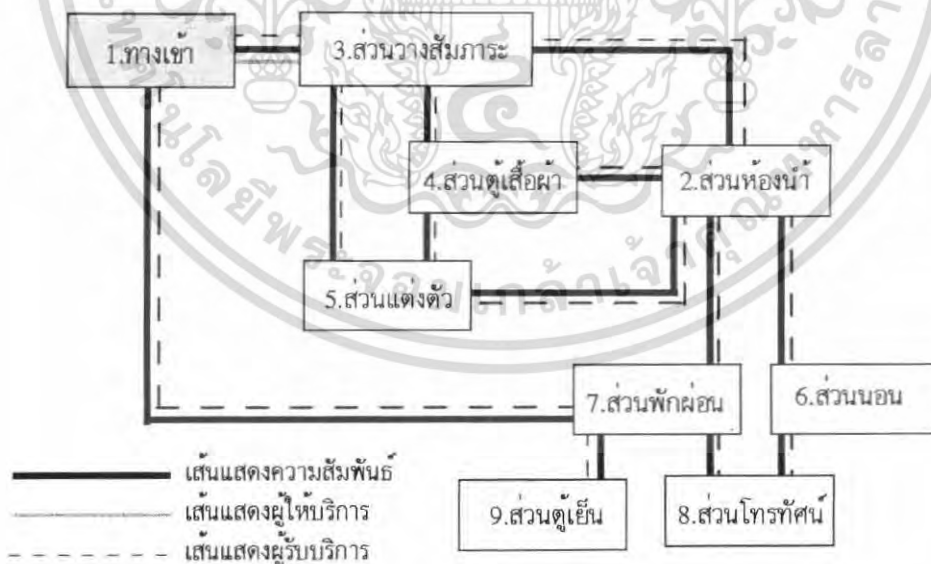 1.ทางเข้า
3.ส่วนวางสัมภาระ
4.ส่วนตู้เสื้อผ้า
2.ส่วนห้องน้ำ
5.ส่วนแต่งตัว
7.ส่วนพักผ่อน
6.ส่วนนอน
9.ส่วนตู้เย็น
8.ส่วนโทรทัศน์
เส้นแสดงความสัมพันธ์
เส้นแสดงผู้ให้บริการ
เส้นแสดงผู้รับบริการ